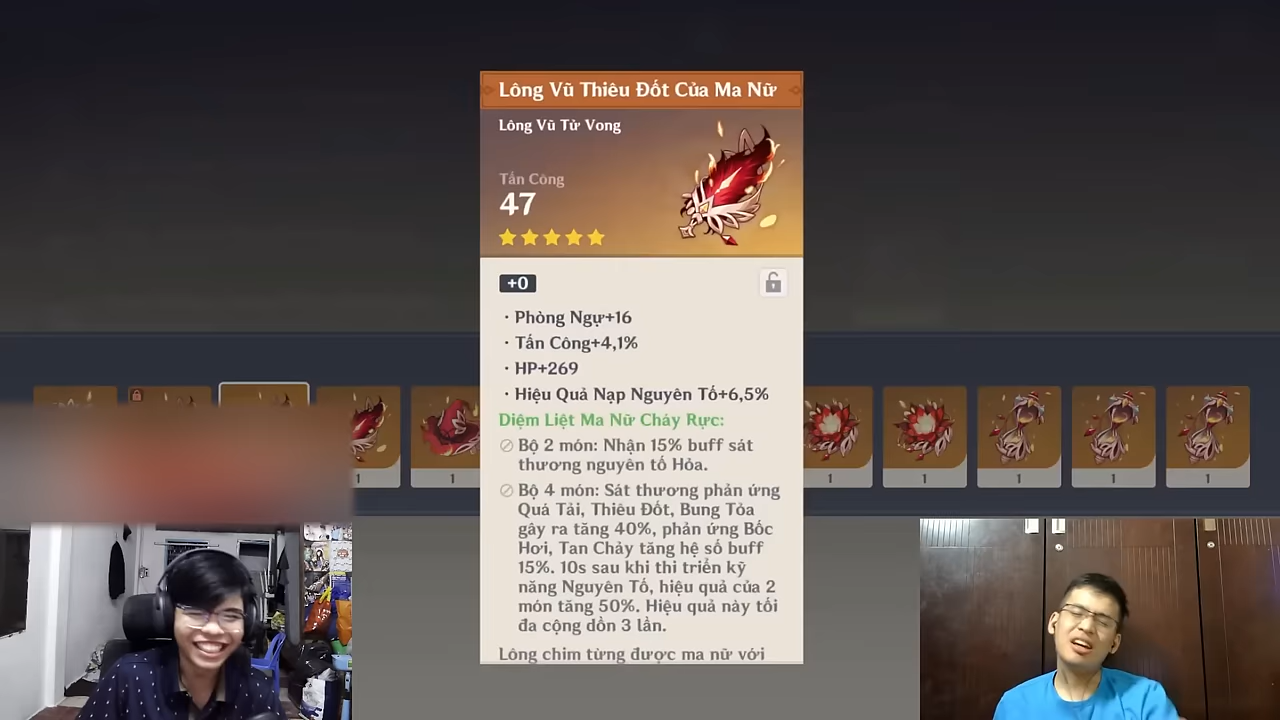 Lông Vũ Thiêu Đốt Của Ma Nữ
Lông Vũ Tử Vong
Tấn Công
47
+0
· Phòng Ngự+16
· Tấn Công+4,1%
· HP+269
· Hiệu Quả Nạp Nguyên Tố+6,5%
Diệm Liệt Ma Nữ Cháy Rực:
Bộ 2 món: Nhận 15% buff sát
thương nguyên tố Hỏa.
Bộ 4 món: Sát thương phản ứng
Quá Tải, Thiêu Đốt, Bung Tỏa
gây ra tăng 40%, phản ứng Bốc
Hơi, Tan Chảy tăng hệ số buff
15%. 10s sau khi thi triển kỹ
năng Nguyên Tố, hiệu quả của 2
món tăng 50%. Hiệu quả này tối
đa cộng dồn 3 lần.
Lông chim từng được ma nữ với
1
1
1
1
1
1
1